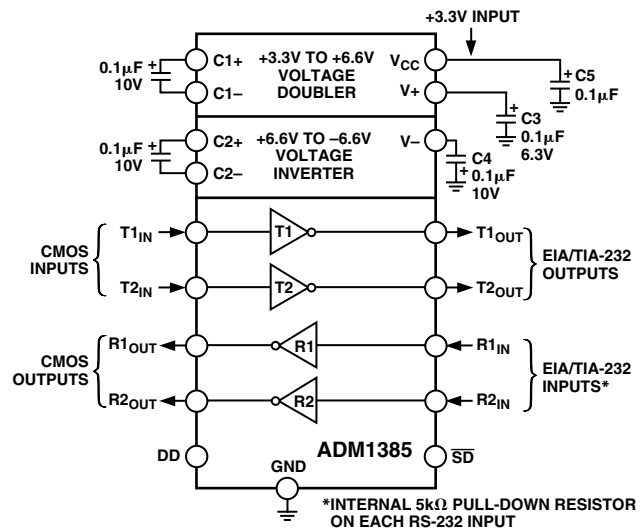 +3.3V INPUT
0.1µF
10V
+
C1+
C1–
+3.3V TO +6.6V
VOLTAGE
DOUBLER
VCC
V+
+ C5
0.1µF
+ C3
0.1µF
6.3V
0.1µF
10V
+
C2+
C2–
+6.6V TO –6.6V
VOLTAGE
INVERTER
V–
C4
+ 0.1µF
10V
CMOS
INPUTS
T1IN
T1
T1OUT
T2IN
T2
T2OUT
EIA/TIA-232
OUTPUTS
CMOS
OUTPUTS
R1OUT
R1
R1IN
R2OUT
R2
R2IN
EIA/TIA-232
INPUTS*
DD
ADM1385
SD
GND
*INTERNAL 5kΩ PULL-DOWN RESISTOR
ON EACH RS-232 INPUT